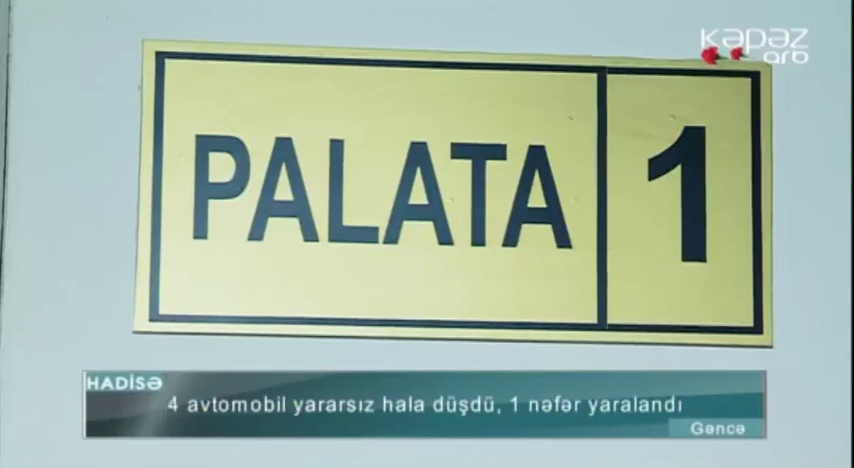 kəpəz
arb
PALATA 1
HADİSƏ
4 avtomobil yararsız hala düşdü, 1 nəfər yaralandı
Gəncə